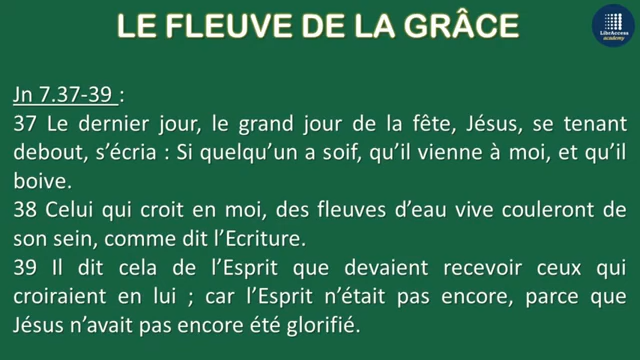 LE FLEUVE DE LA GRÂCE
LibrAccess
academy
Jn 7.37-39 :
37 Le dernier jour, le grand jour de la fête, Jésus, se tenant
debout, s’écria : Si quelqu’un a soif, qu’il vienne à moi, et qu’il
boive.
38 Celui qui croit en moi, des fleuves d’eau vive couleront de
son sein, comme dit l’Ecriture.
39 Il dit cela de l’Esprit que devaient recevoir ceux qui
croiraient en lui ; car l’Esprit n’était pas encore, parce que
Jésus n’avait pas encore été glorifié.